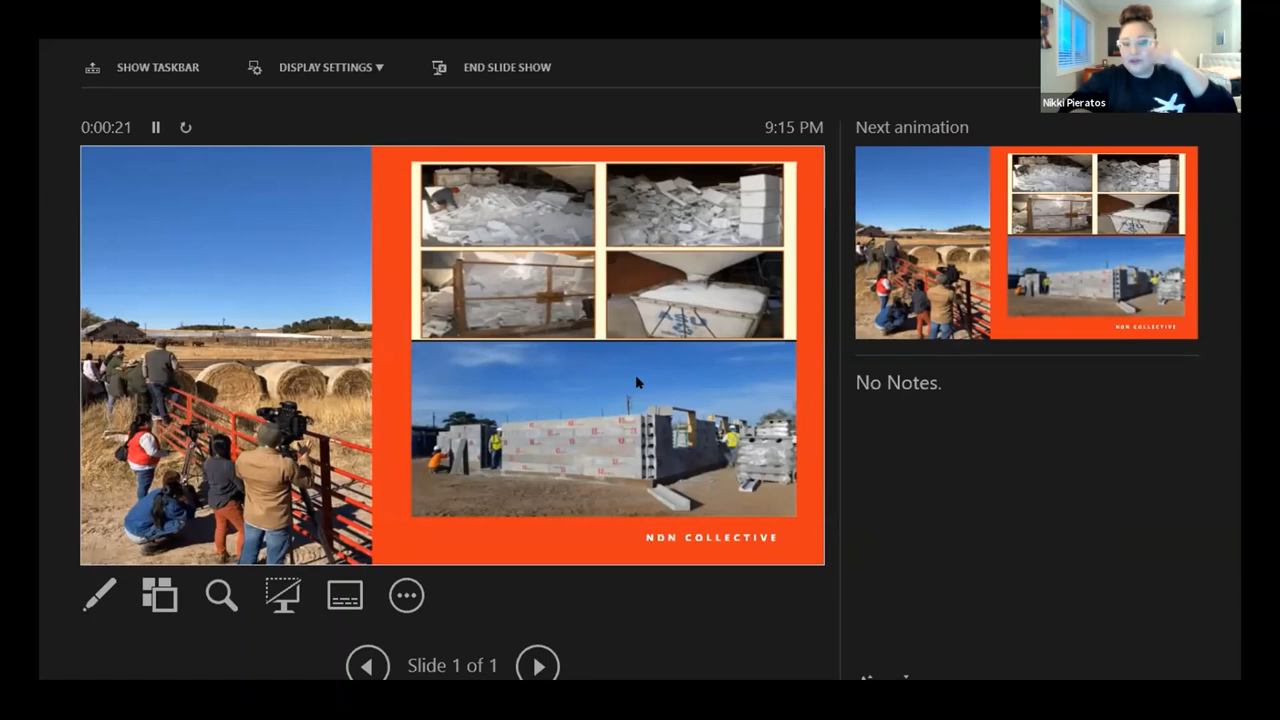 SHOW TASKBAR
DISPLAY SETTINGS ▼
END SLIDE SHOW
Nikki Pieratos
0:00:21
9:15 PM
Next animation
NDN COLLECTIVE
NDN COLLECTIVE
No Notes.
Slide 1 of 1